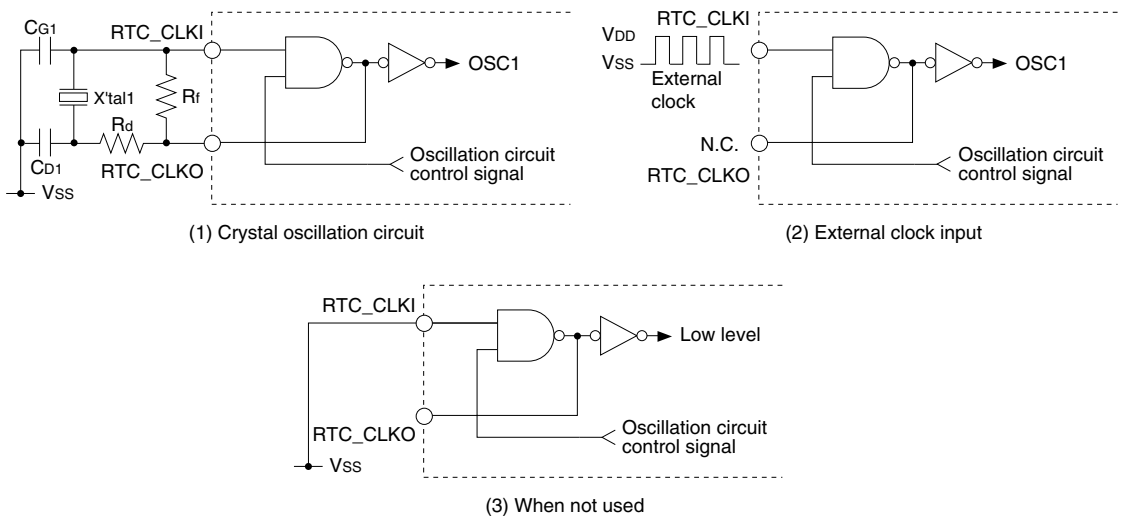 CG1
RTC_CLKI
X'tal1
Rf
Rd
CD1
RTC_CLKO
VSS
OSC1
Oscillation circuit
control signal
(1) Crystal oscillation circuit
RTC_CLKI
VDD
VSS
External
clock
N.C.
RTC_CLKO
OSC1
Oscillation circuit
control signal
(2) External clock input
RTC_CLKI
RTC_CLKO
VSS
Low level
Oscillation circuit
control signal
(3) When not used